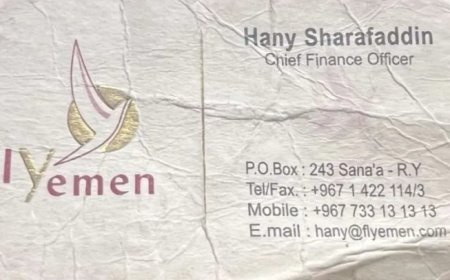 Hany Sharafaddin
Chief Finance Officer
lYemen
P.O.Box : 243 Sana'a - R.Y
Tel/Fax. : +967 1 422 114/3
Mobile : +967 733 13 13 13
E.mail : hany@flyemen.com